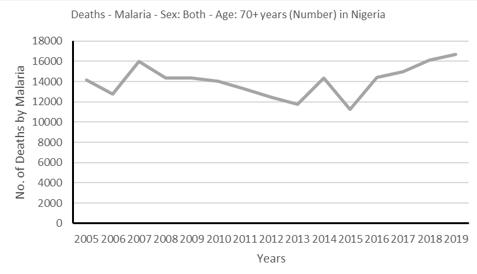 Deaths - Malaria - Sex: Both - Age: 70+ years (Number) in Nigeria
18000
16000
14000
12000
10000
8000
6000
4000
2000
0
No. of Deaths by Malaria
2005 2006 2007 2008 2009 2010 2011 2012 2013 2014 2015 2016 2017 2018 2019
Years